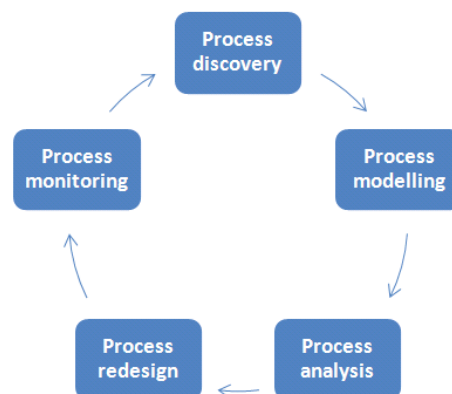 Process
discovery
Process
modelling
Process
analysis
Process
redesign
Process
monitoring